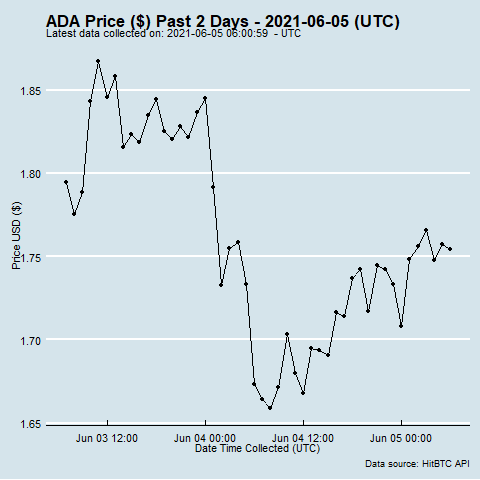 ADA Price ($) Past 2 Days - 2021-06-05 (UTC)
Latest data collected on: 2021-06-05 06:00:59 - UTC
1.85
1.80
1.75
1.70
1.65
Price USD ($)
Jun 03 12:00 Jun 04 00:00 Jun 04 12:00 Jun 05 00:00
Date Time Collected (UTC)
Data source: HitBTC API